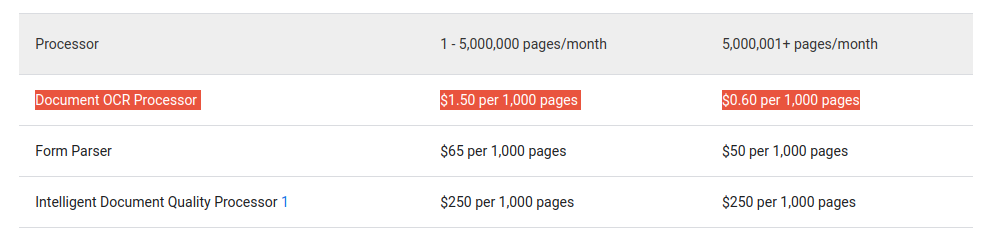 Processor 1 - 5,000,000 pages/month 5,000,001+ pages/month
Document OCR Processor $1.50 per 1,000 pages $0.60 per 1,000 pages
Form Parser $65 per 1,000 pages $50 per 1,000 pages
Intelligent Document Quality Processor 1 $250 per 1,000 pages $250 per 1,000 pages